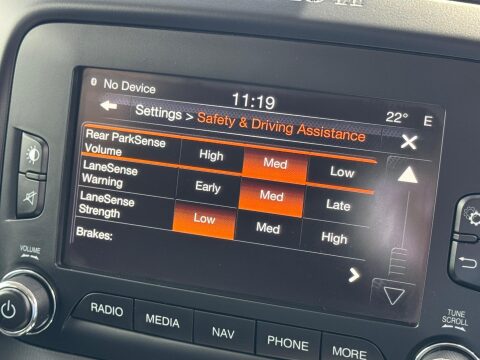 No Device
11:19
22° E
Settings > Safety & Driving Assistance
Rear ParkSense
Volume
High Med Low
LaneSense
Warning
Early Med Late
LaneSense
Strength
Low Med High
Brakes:
VOLUME
RADIO MEDIA NAV PHONE MORE
TUNE
SCROLL